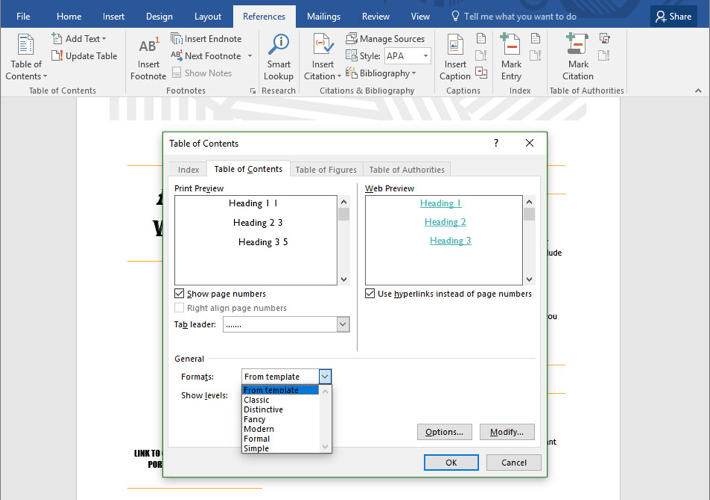 File Home Insert Design Layout References Mailings Review View Tell me what you want to do Share
Table of Contents
Add Text
Update Table
Table of Contents
AB1
Insert Footnote
Insert Endnote
Next Footnote
Show Notes
Footnotes
Smart Lookup
Research
Insert Citation
Manage Sources
Style: APA
Bibliography
Citations & Bibliography
Insert Caption
Captions
Mark Entry
Index
Mark Citation
Table of Authorities
Table of Contents ?
Index Table of Contents Table of Figures Table of Authorities
Print Preview
Heading 1 1
Heading 2 3
Heading 3 5
Web Preview
Heading 1
Heading 2
Heading 3
Show page numbers
Right align page numbers
Tab leader: .......
Use hyperlinks instead of page numbers
General
Formats: From template
Show levels:
From template
Classic
Distinctive
Fancy
Modern
Formal
Simple
Options... Modify...
OK Cancel
LINK TO
POR